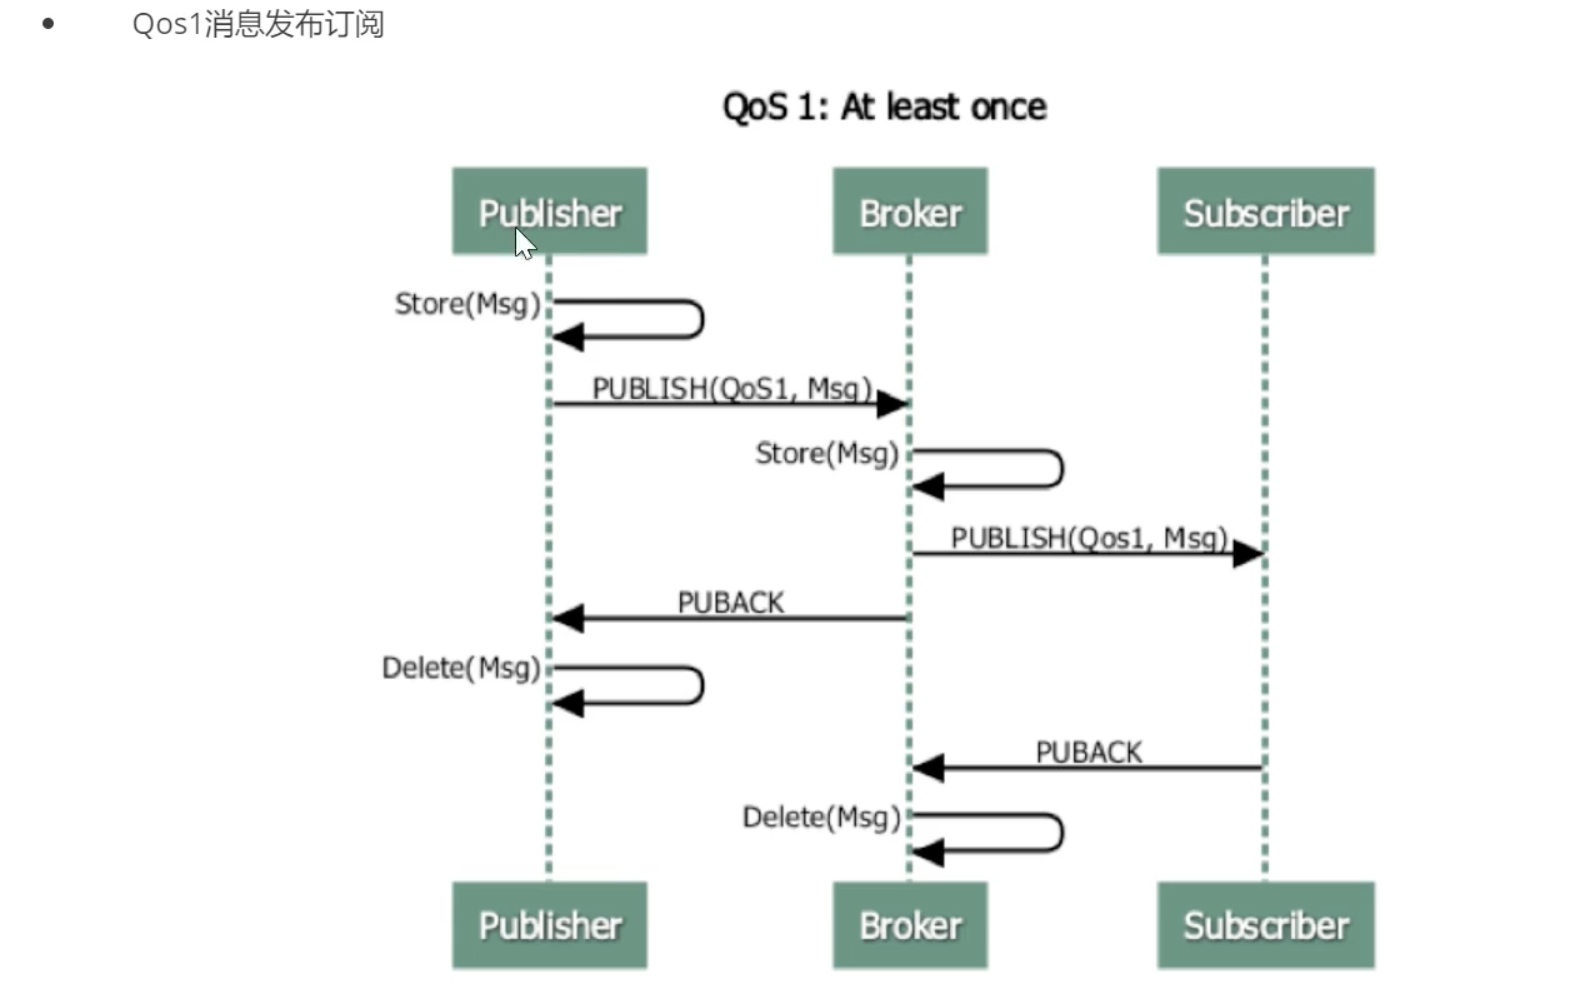 Qos1消息发布订阅
QoS 1: At least once
Publisher
Broker
Subscriber
Store(Msg)
PUBLISH(QoS1, Msg)
Store(Msg)
PUBLISH(Qos1, Msg)
PUBACK
Delete(Msg)
PUBACK
Delete(Msg)
Publisher
Broker
Subscriber